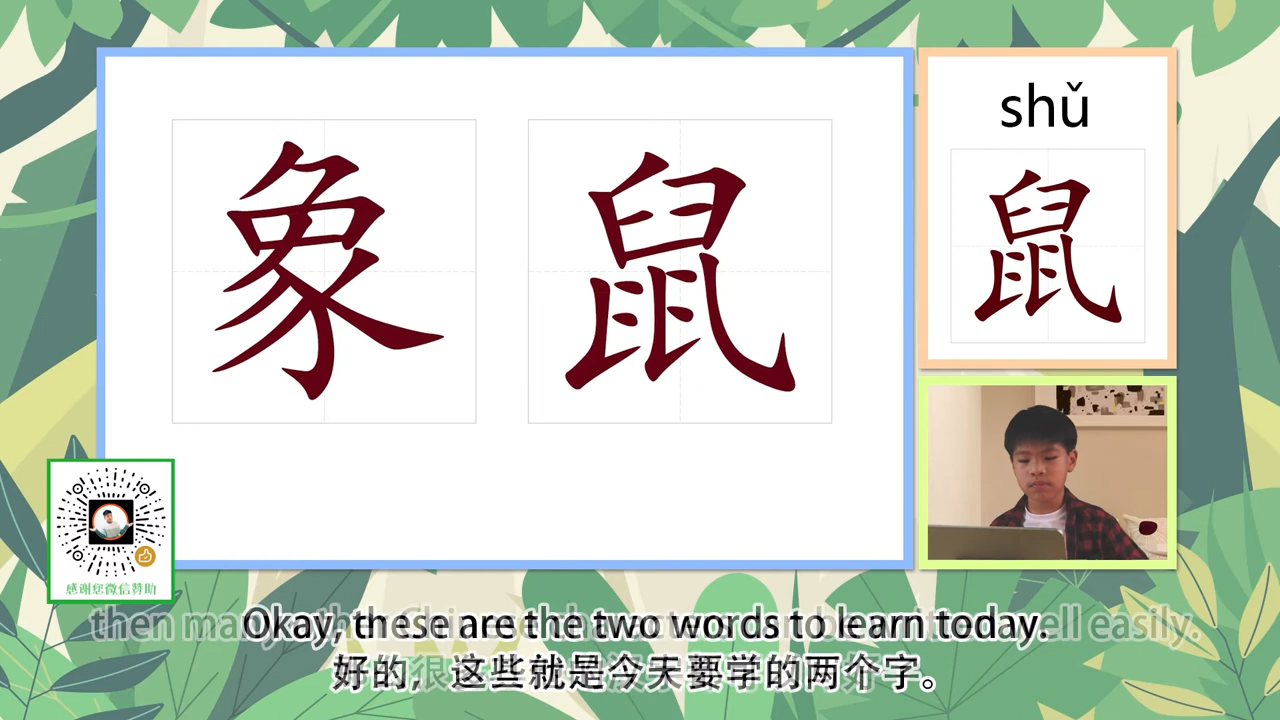 象 鼠
shǔ
鼠
感谢您微信赞助
Okay, these are the two words to learn today.
好的，这些就是今天要学的两个字。